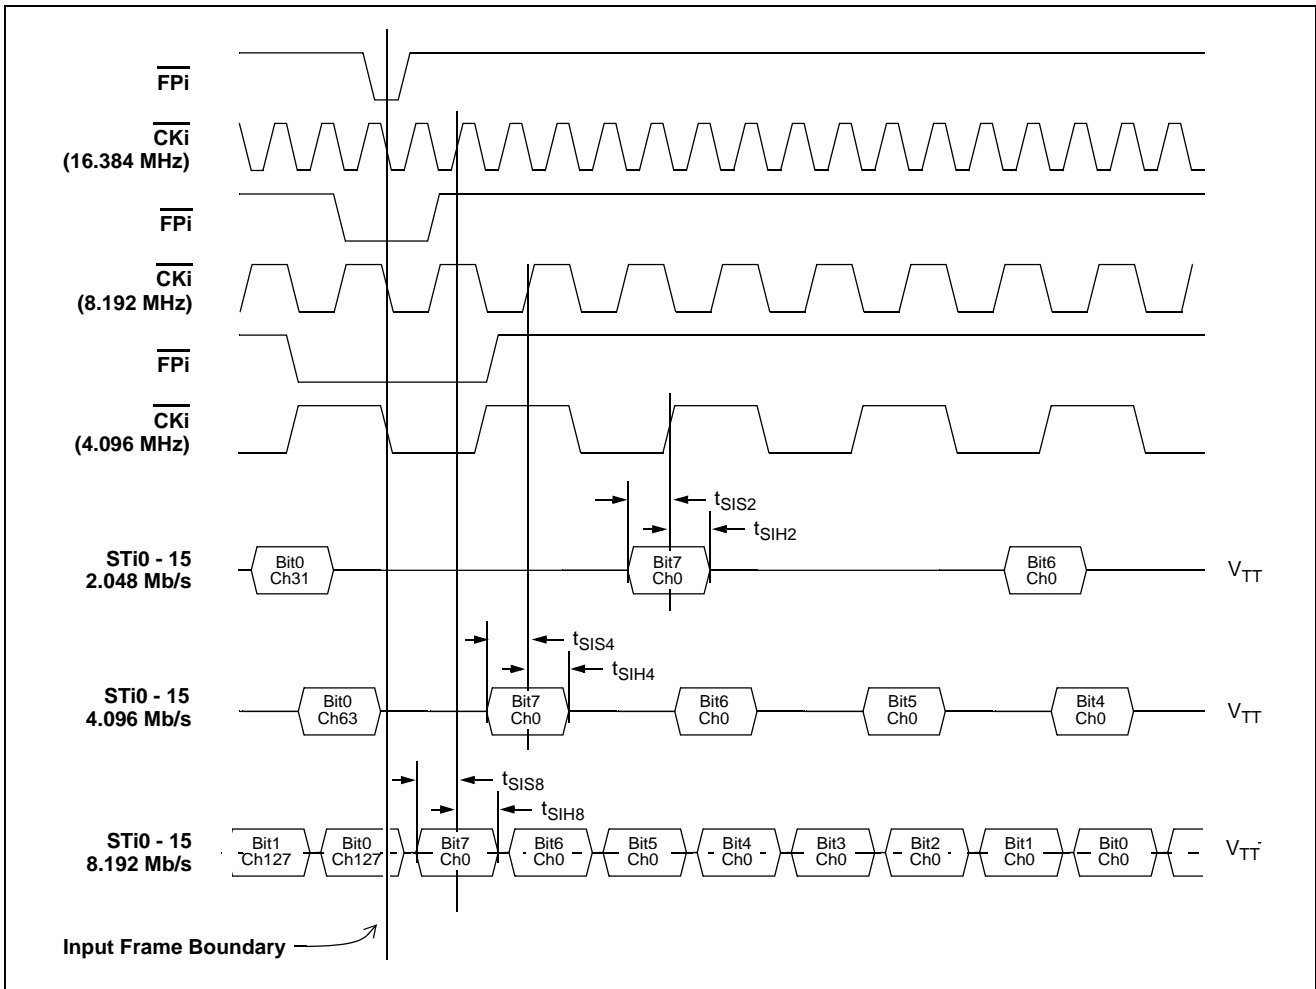 FPi
CKi
(16.384 MHz)
FPi
CKi
(8.192 MHz)
FPi
CKi
(4.096 MHz)
tSIS2
tSIH2
STi0 - 15
2.048 Mb/s
Bit0
Ch31
Bit7
Ch0
Bit6
Ch0
VTT
tSIS4
tSIH4
STi0 - 15
4.096 Mb/s
Bit0
Ch63
Bit7
Ch0
Bit6
Ch0
Bit5
Ch0
Bit4
Ch0
VTT
tSIS8
tSIH8
STi0 - 15
8.192 Mb/s
Bit1
Ch127
Bit0
Ch127
Bit7
Ch0
Bit6
Ch0
Bit5
Ch0
Bit4
Ch0
Bit3
Ch0
Bit2
Ch0
Bit1
Ch0
Bit0
Ch0
VTT
Input Frame Boundary